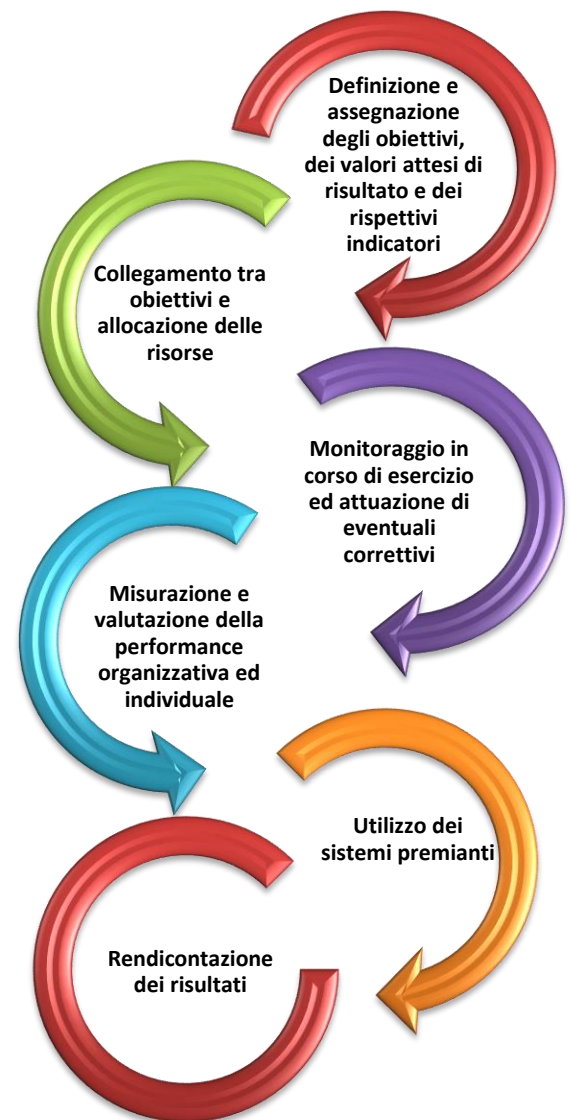 Definizione e
assegnazione
degli obiettivi,
dei valori attesi di
risultato e dei
rispettivi
indicatori
Collegamento tra
obiettivi e
allocazione delle
risorse
Monitoraggio in
corso di esercizio
ed attuazione di
eventuali
correttivi
Misurazione e
valutazione della
performance
organizzativa ed
individuale
Utilizzo dei
sistemi premianti
Rendicontazione
dei risultati